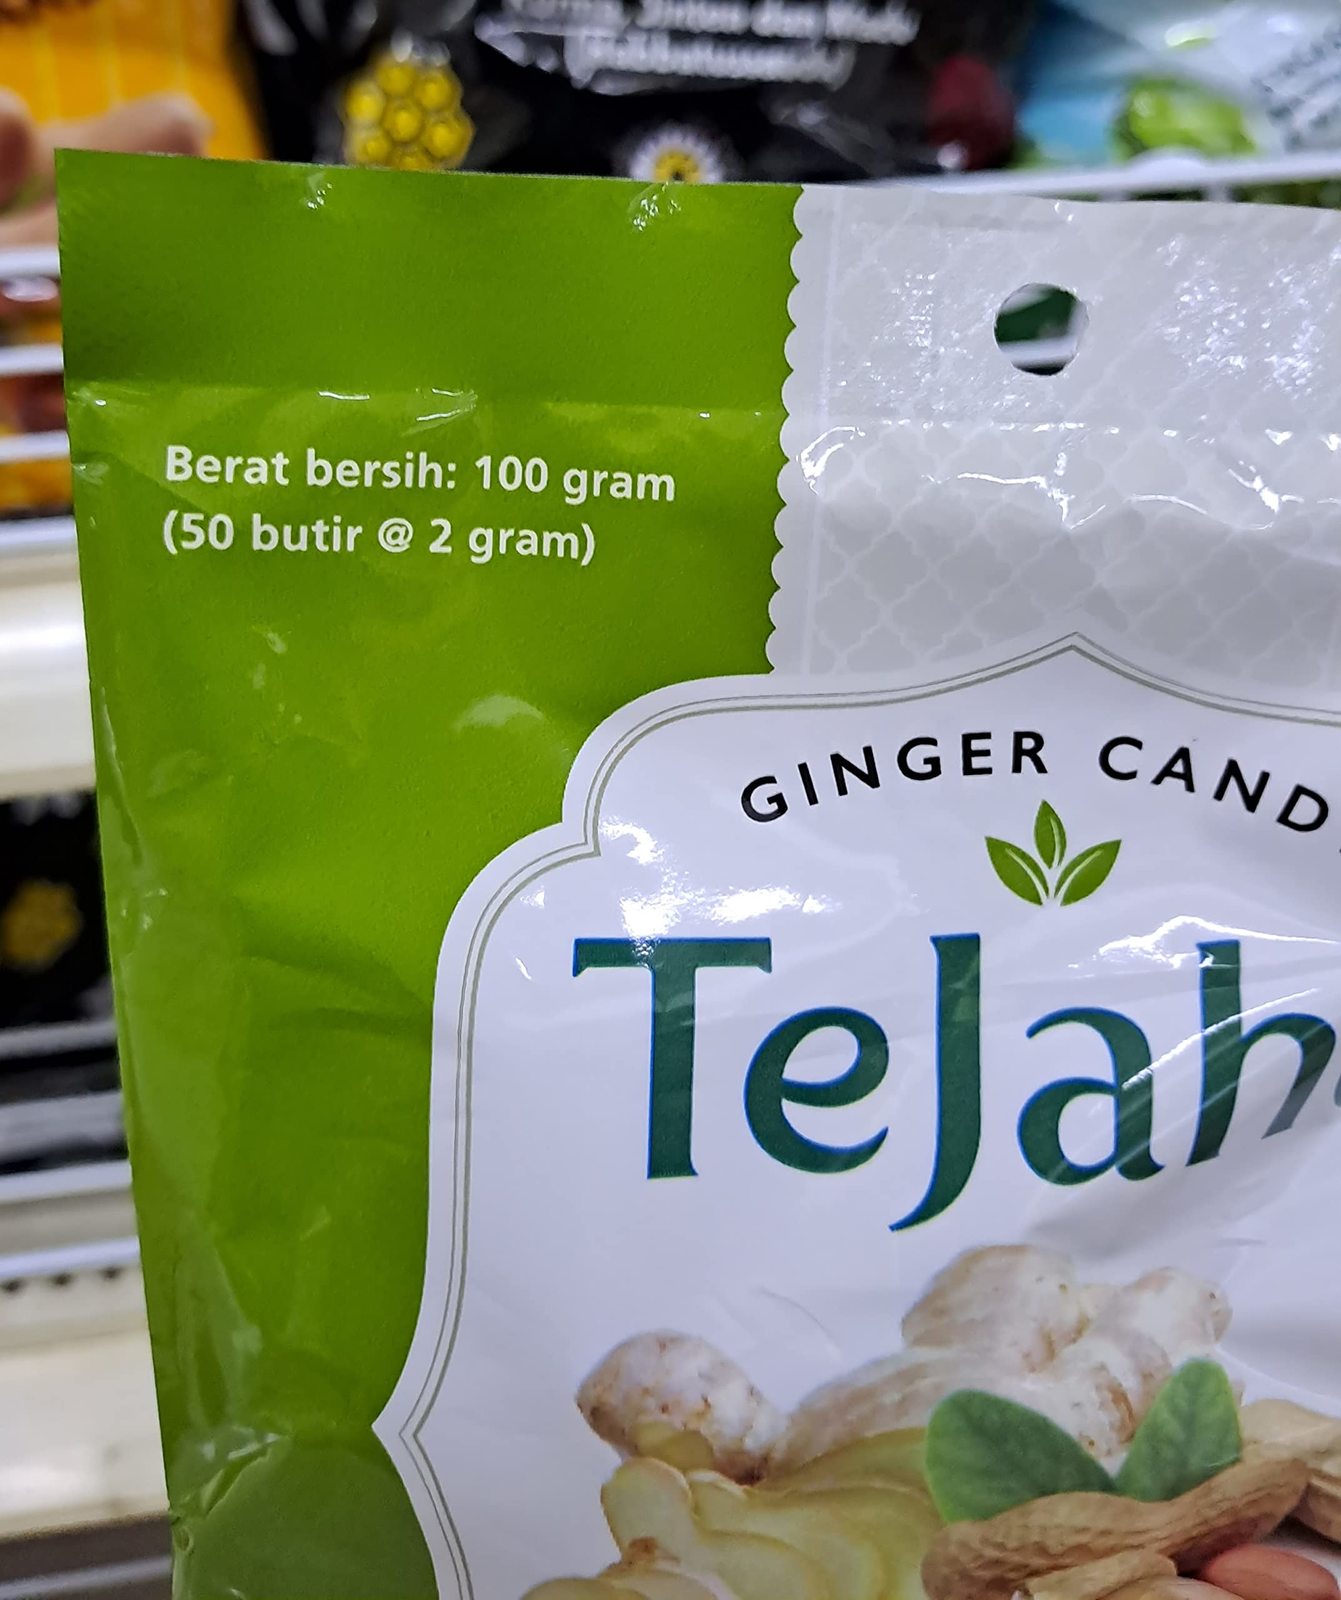 Berat bersih: 100 gram
(50 butir @ 2 gram)
GINGER CAND
TeJah